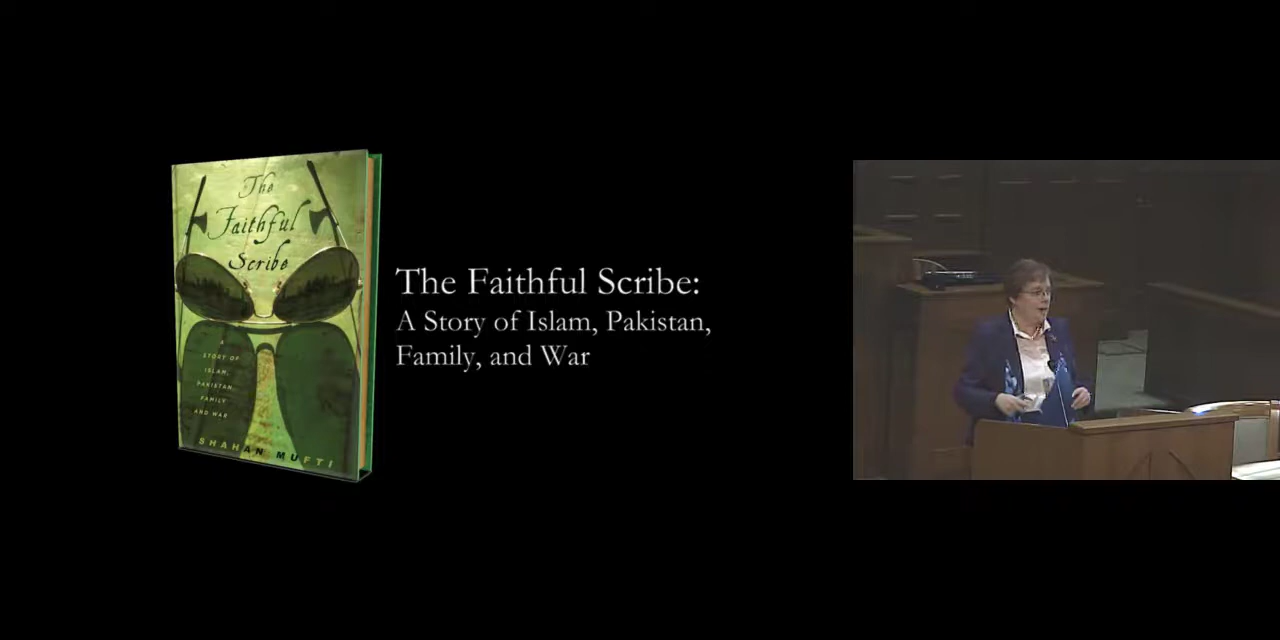 The
Faithful
Scribe
A
STORY OF
ISLAM,
PAKISTAN,
FAMILY
AND WAR
SHAHAN MUFTI
The Faithful Scribe:
A Story of Islam, Pakistan,
Family, and War